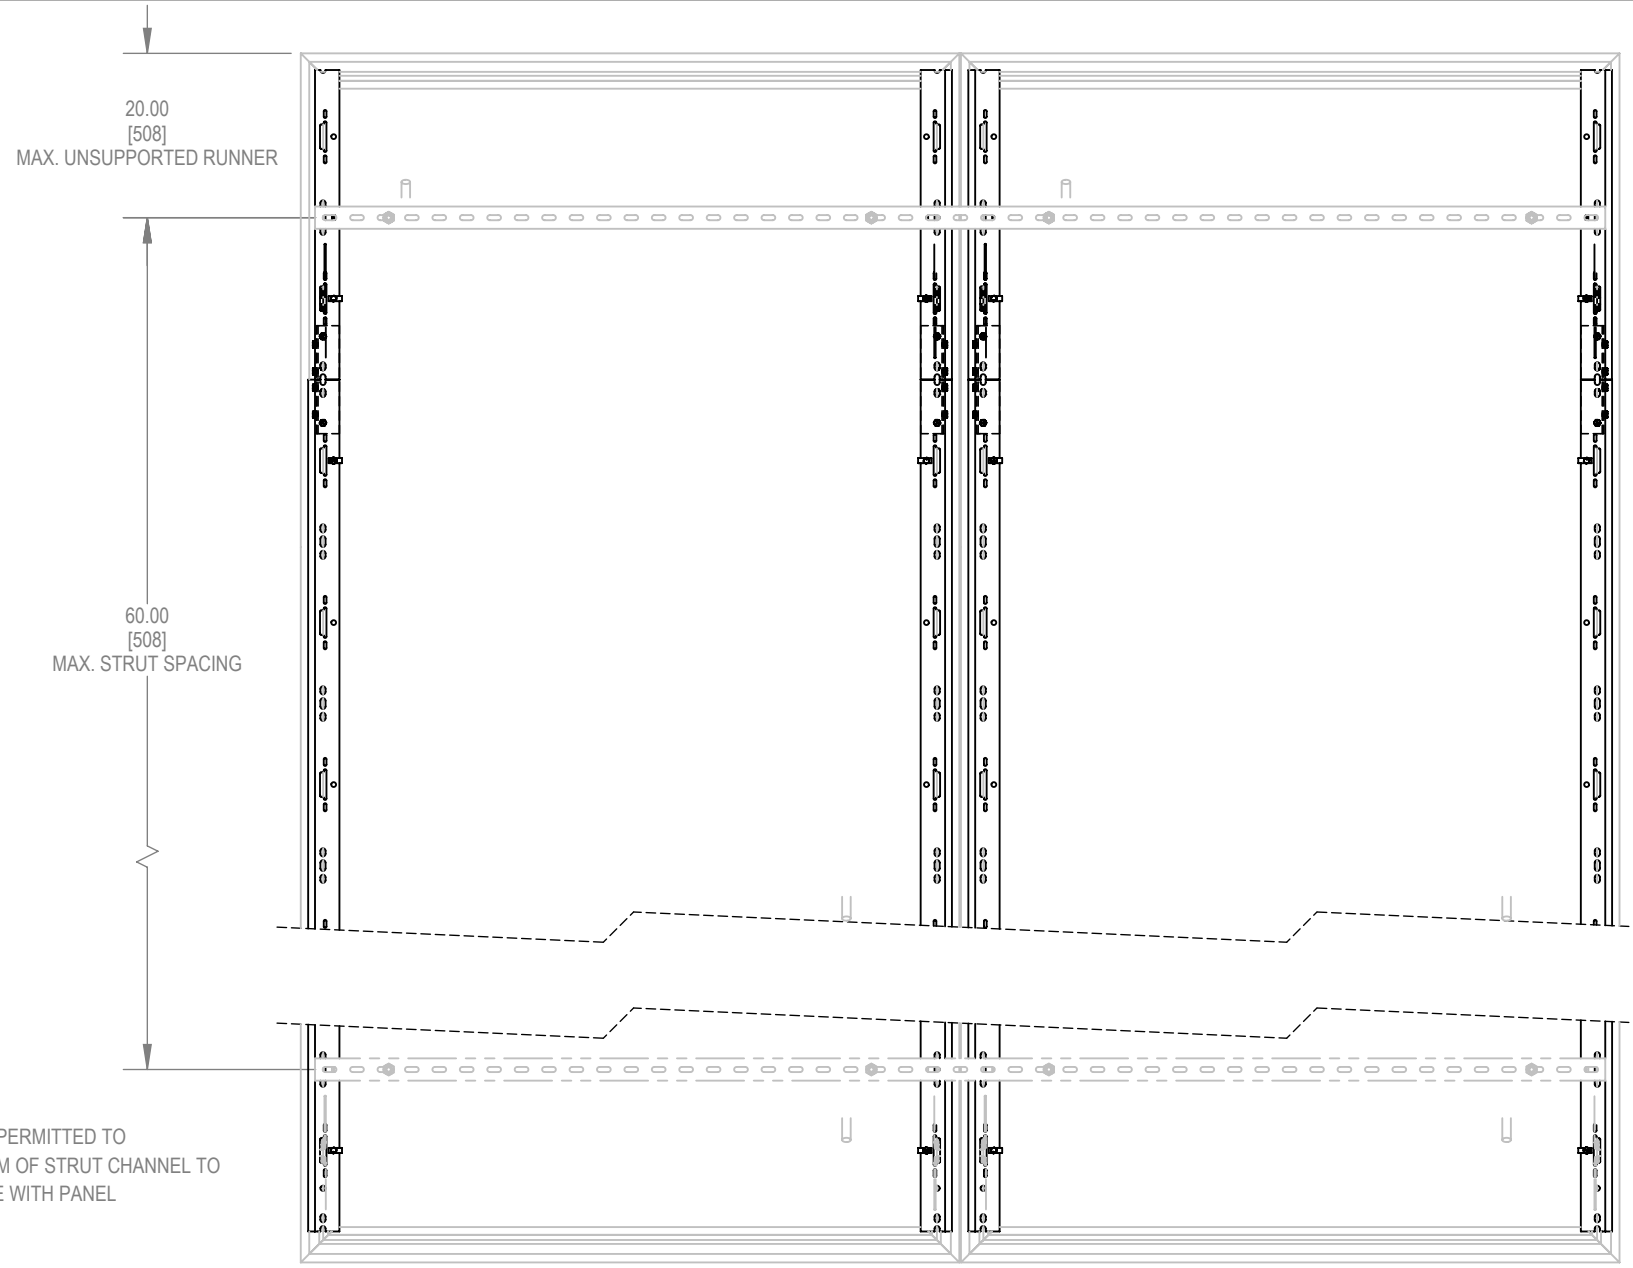 20.00
[508]
MAX. UNSUPPORTED RUNNER
60.00
[508]
MAX. STRUT SPACING
PERMITTED TO
M OF STRUT CHANNEL TO
E WITH PANEL